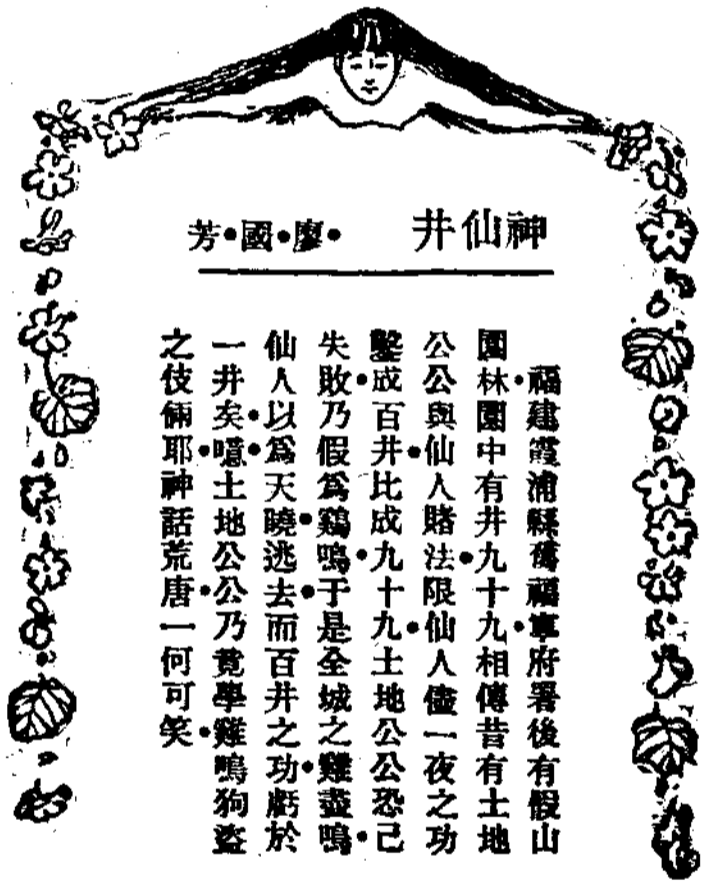 神仙井 •廖•國•芳
福建霞浦縣舊福寧府署後有假山
園林•園中有井九十九•相傳昔有土地
公公與仙人賭法•限仙人儘一夜之功
鑿成百井•比成九十九•土地公公恐己
失敗•乃假爲鷄鳴•于是全城之雞盡鳴•
仙人以爲天曉•逃去•而百井之功•虧於
一井矣•噫•土地公公乃竟學雞鳴狗盜
之伎倆耶•神話荒唐•一何可笑•